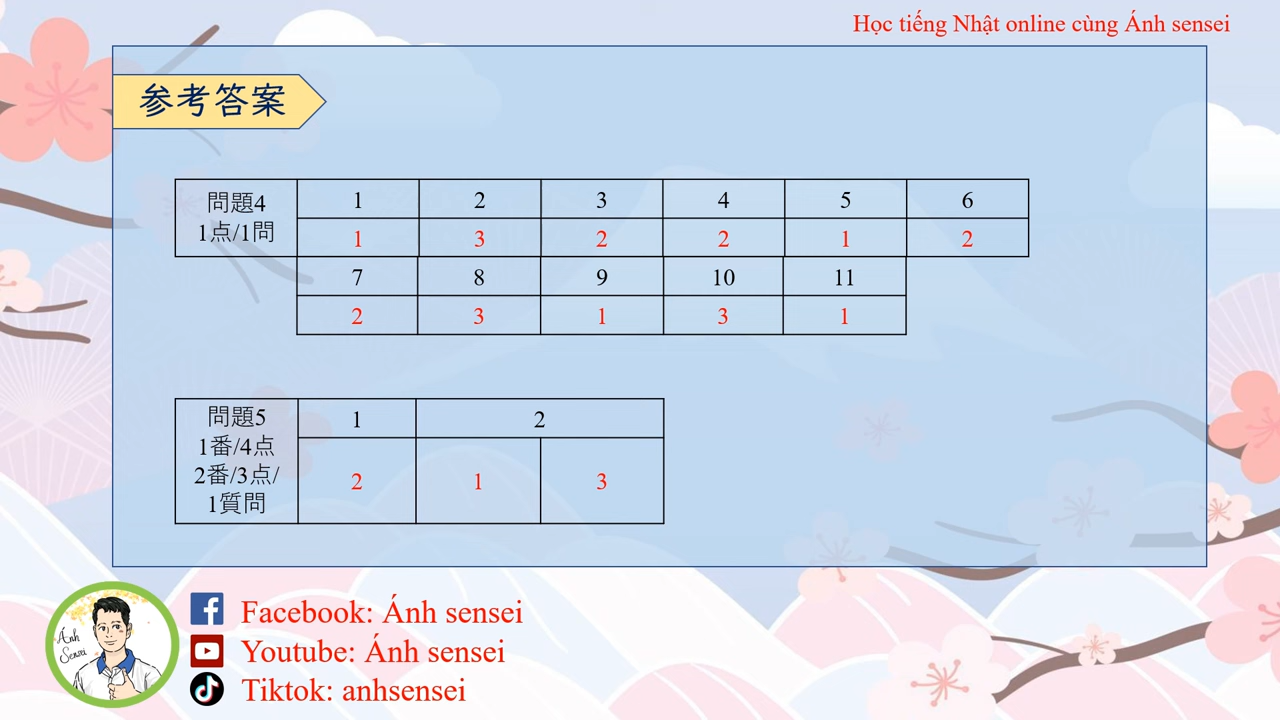 Học tiếng Nhật online cùng Ánh sensei
参考答案
問題4
1点/1問
1 2 3 4 5 6
1 3 2 2 1 2
7 8 9 10 11
2 3 1 3 1
問題5
1番/4点
2番/3点/
1質問
1 2
2 1 3
Ánh
Sensei
Facebook: Ánh sensei
Youtube: Ánh sensei
Tiktok: anhsensei